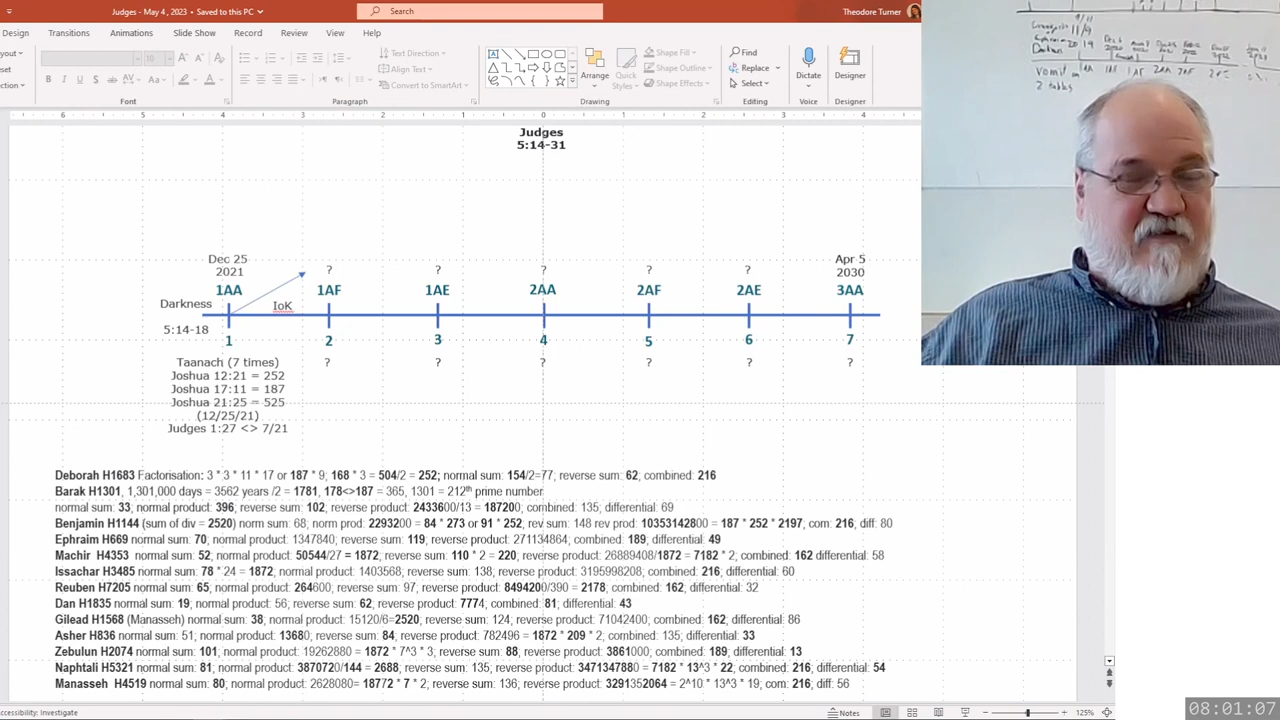 Judges - May 4, 2023 • Saved to this PC
Search
Theodore Turner
Design Transitions Animations Slide Show Record Review View Help
Text Direction
Align Text
Convert to SmartArt
Arrange
Quick Styles
Shape Fill
Shape Outline
Shape Effects
Find
Replace
Select
Dictate
Designer
Font Paragraph Drawing Editing Voice Designer
6 5 4 3 2 1 0 1 2 3 4
Judges
5:14-31
Dec 25
2021
Apr 5
2030
? ? ? ? ?
1AA 1AF 1AE 2AA 2AF 2AE 3AA
Darkness
IoK
5:14-18
1 2 3 4 5 6 7
Taanach (7 times)
? ? ? ? ? ?
Joshua 12:21 = 252
Joshua 17:11 = 187
Joshua 21:25 = 525
(12/25/21)
Judges 1:27 <> 7/21
Deborah H1683 Factorisation: 3 * 3 * 11 * 17 or 187 * 9; 168 * 3 = 504/2 = 252; normal sum: 154/2=77; reverse sum: 62; combined: 216
Barak H1301, 1,301,000 days = 3562 years /2 = 1781, 178<>187 = 365, 1301 = 212th prime number
normal sum: 33, normal product: 396, reverse sum: 102, reverse product: 2433600/13 = 187200; combined: 135, differential: 69
Benjamin H1144 (sum of div = 2520) norm sum: 68, norm prod: 2293200 = 84 * 273 or 91 * 252, rev sum: 148 rev prod: 10353142800 = 187 * 252 * 2197, com: 216, dif: 80
Ephraim H669 normal sum: 70, normal product: 1347840, reverse sum: 119, reverse product: 271134864, combined: 189, differential: 49
Machir H4353 normal sum: 52, normal product: 50544/27 = 1872, reverse sum: 110 * 2 = 220, reverse product: 26889408/1872 = 7182 * 2; combined: 162 differential: 58
Issachar H3485 normal sum: 78 * 24 = 1872, normal product: 1403568, reverse sum: 138, reverse product: 3195998208, combined: 216, differential: 60
Reuben H7205 normal sum: 65, normal product: 264600, reverse sum: 97, reverse product: 849420/390 = 2178, combined: 162, differential: 32
Dan H1835 normal sum: 19, normal product: 56, reverse sum: 62, reverse product: 7774, combined: 81, differential: 43
Gilead H1568 (Manasseh) normal sum: 38, normal product: 15120/6=2520, reverse sum: 124, reverse product: 71042400, combined: 162, differential: 86
Asher H836 normal sum: 51, normal product: 13680, reverse sum: 84, reverse product: 782496 = 1872 * 209 * 2; combined: 135; differential: 33
Zebulun H2074 normal sum: 101, normal product: 19262880 = 1872 * 7^3 * 3; reverse sum: 88, reverse product: 3861000, combined: 189, differential: 13
Naphtali H5321 normal sum: 81, normal product: 3870720/144 = 2688, reverse sum: 135, reverse product: 3471347880 = 7182 * 13^3 * 22, combined: 216, differential: 54
Manasseh H4519 normal sum: 80, normal product: 2628080= 18772 * 7 * 2; reverse sum: 136, reverse product: 3291352064 = 2^10 * 13^3 * 19; com: 216, diff: 56
ccessibility: Investigate
Notes
125%
08:01:07